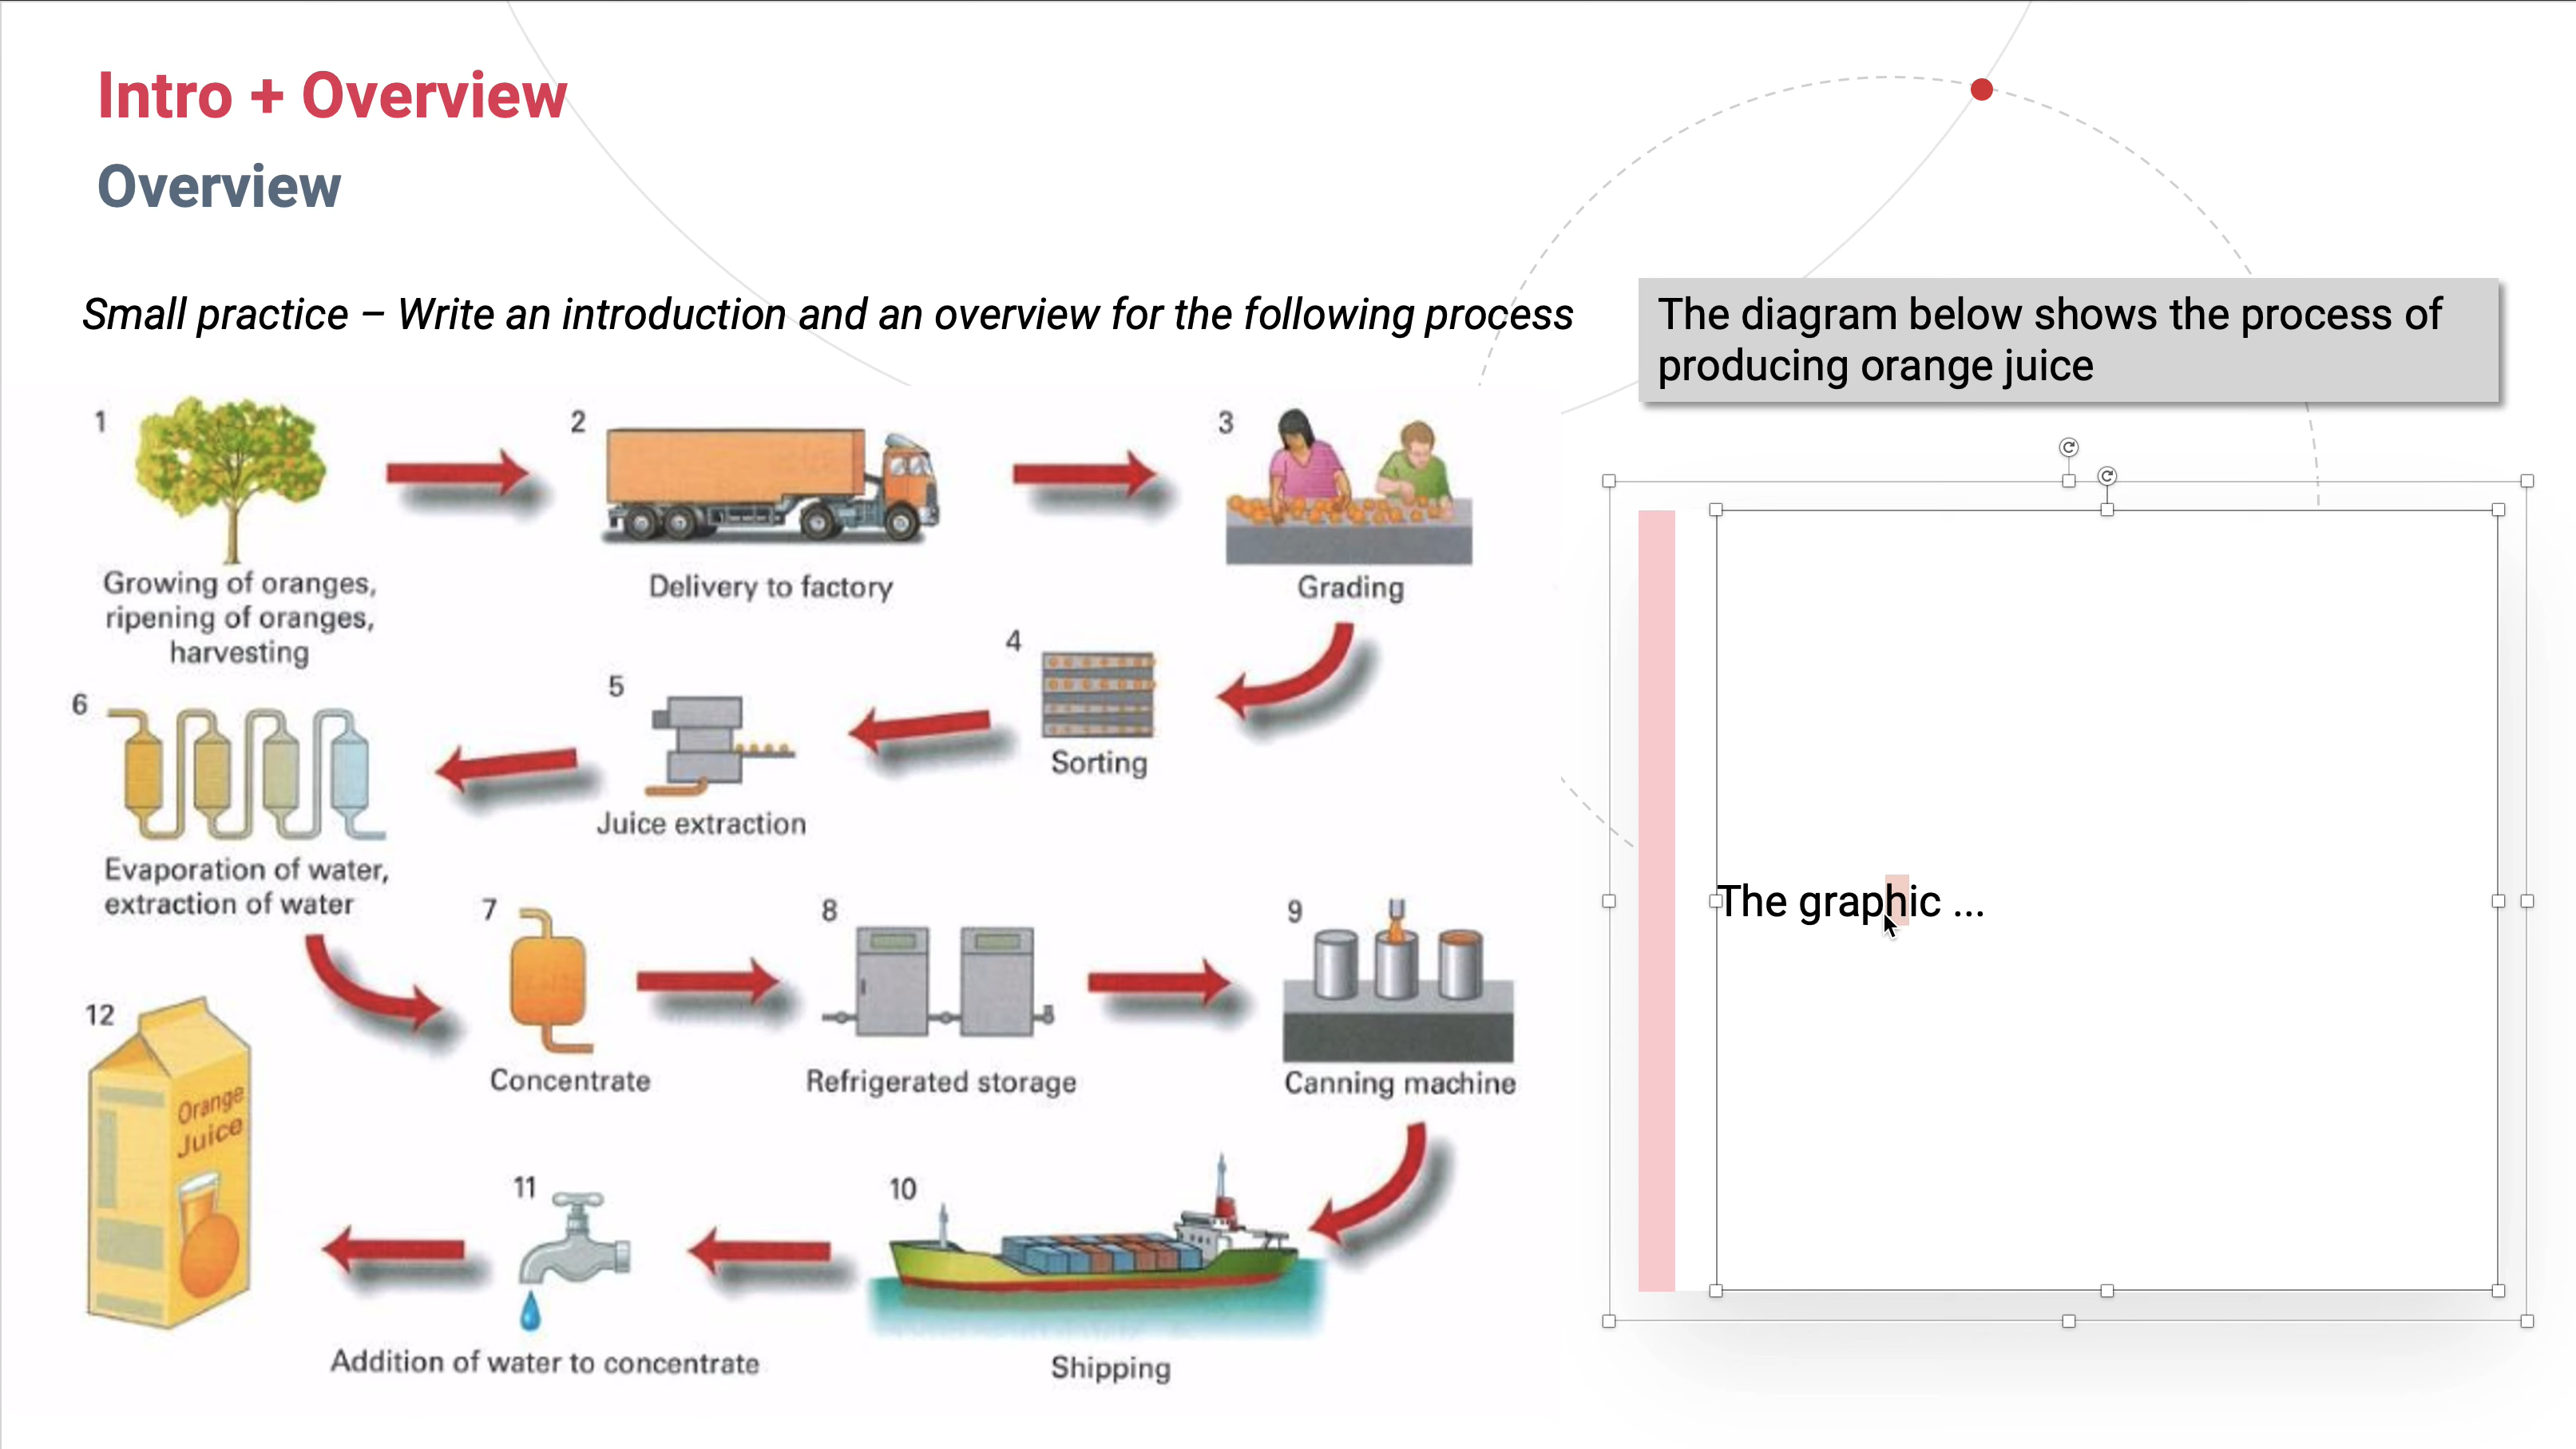 Intro + Overview
Overview
Small practice – Write an introduction and an overview for the following process
The diagram below shows the process of
producing orange juice
1
Growing of oranges,
ripening of oranges,
harvesting
2
Delivery to factory
3
Grading
4
Sorting
5
Juice extraction
6
Evaporation of water,
extraction of water
7
Concentrate
8
Refrigerated storage
9
Canning machine
10
Shipping
11
Addition of water to concentrate
12
Orange
Juice
The graphic ...